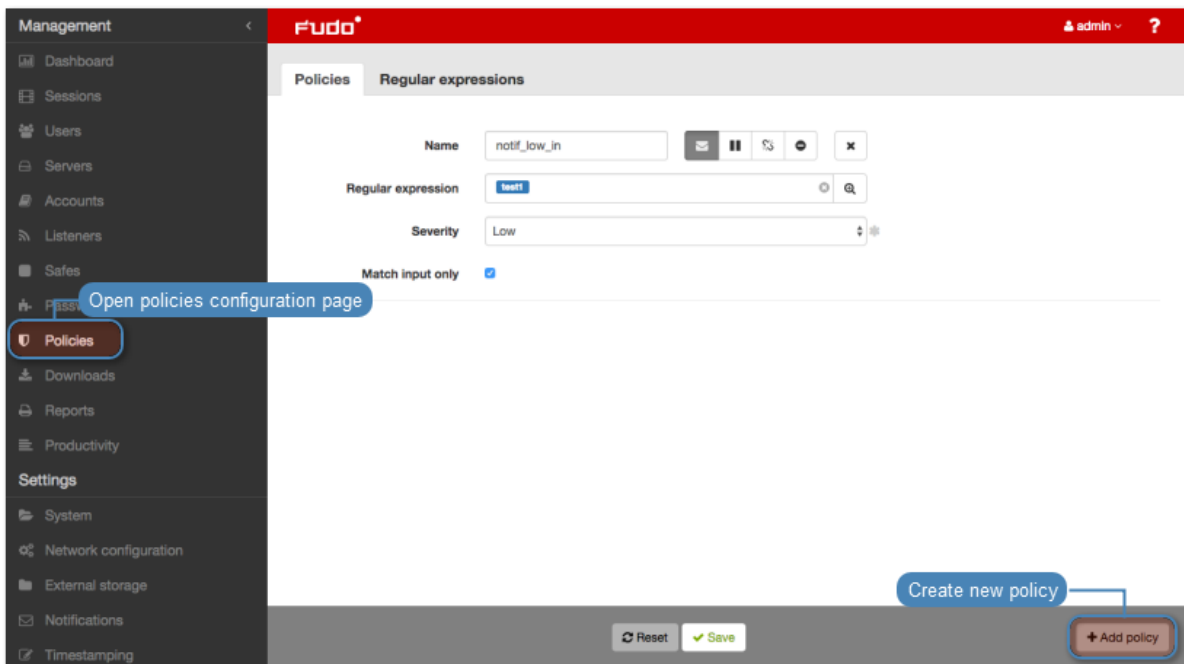 Management
Dashboard
Sessions
Users
Servers
Accounts
Listeners
Safes
Policies
Downloads
Reports
Productivity
Settings
System
Network configuration
External storage
Notifications
Timestamping
FUDO
admin
?
Policies
Regular expressions
Name
notif_low_in
Regular expression
test1
Severity
Low
Match input only
Open policies configuration page
Create new policy
Reset
Save
+ Add policy